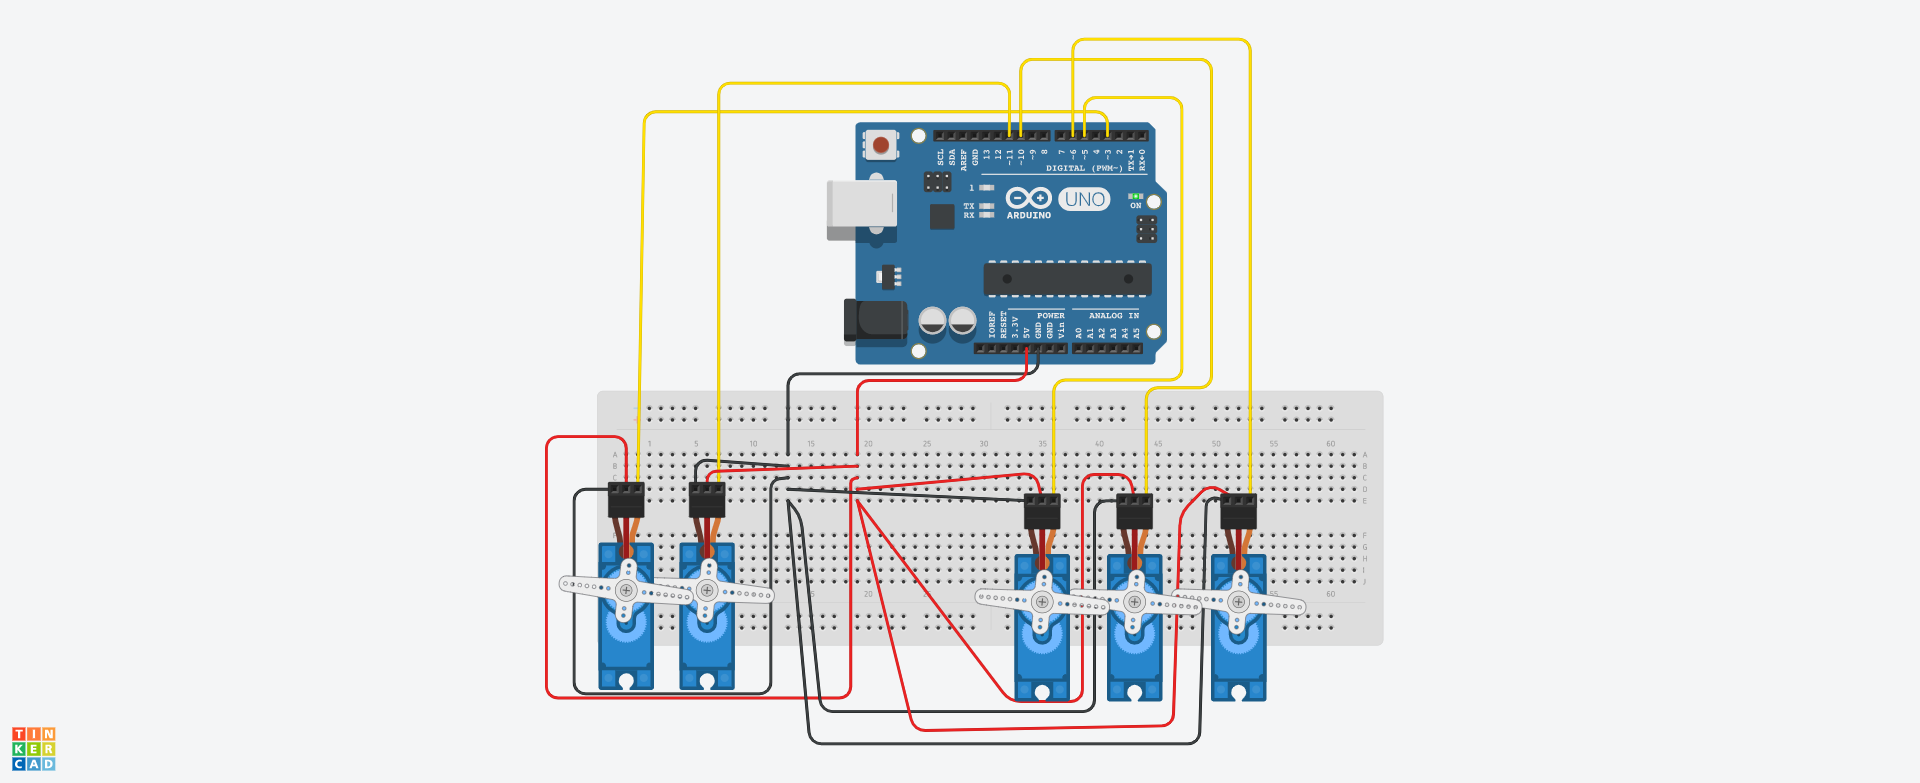 SCL SDA AREF GND 13 12 ~11 ~10 ~9 8 7 ~6 ~5 4 ~3 2 TX→1 RX←0
DIGITAL (PWM~)
1
TX
RX
UNO
ARDUINO
ON
POWER ANALOG IN
IOREF RESET 3.3V 5V GND GND Vin A0 A1 A2 A3 A4 A5
1 5 10 15 20 25 30 35 40 45 50 55 60
A A
B B
C C
D D
E E
F F
G
H
I
J
20 55 60
TIN
KER
CAD